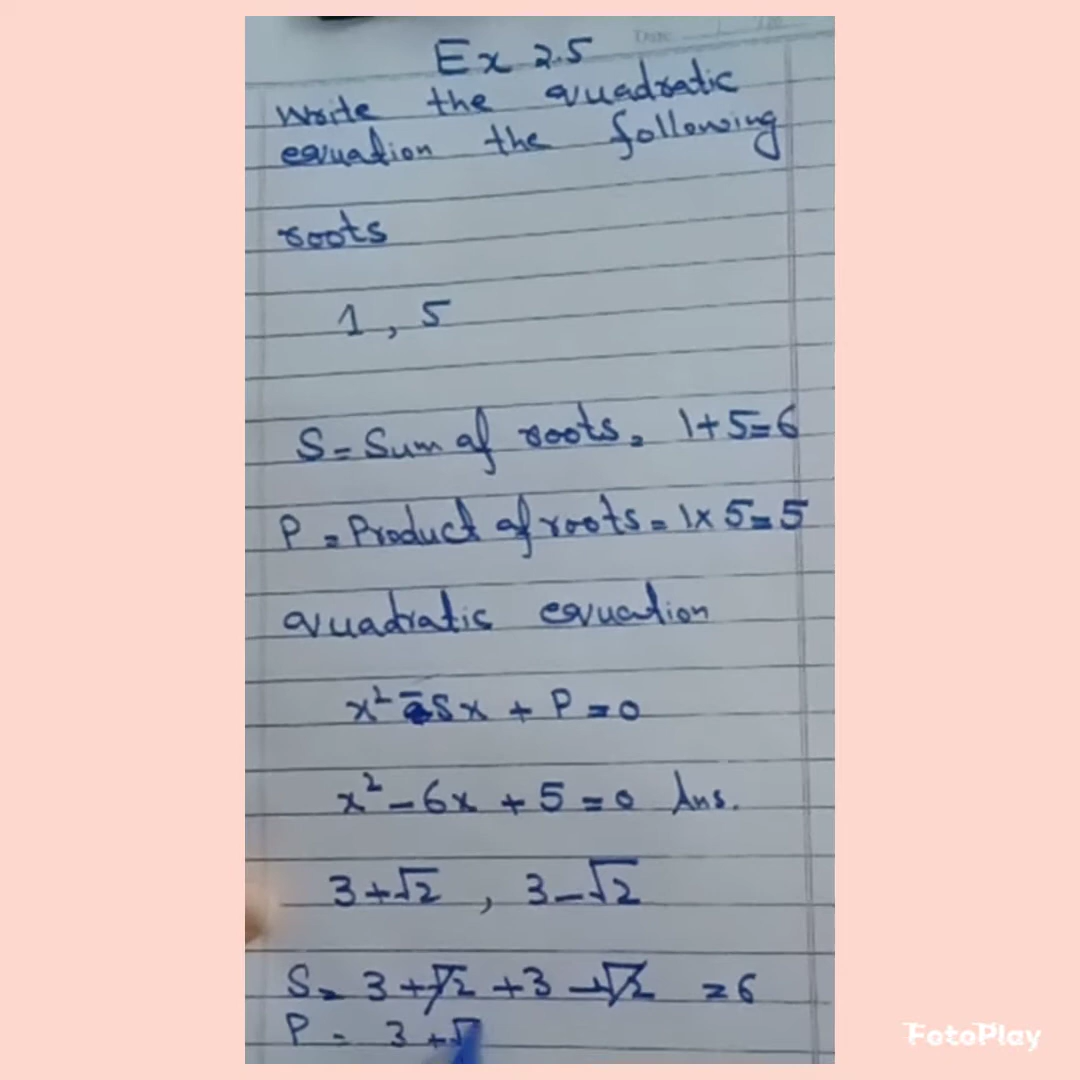 Date
Ex 2.5
Write the quadratic
equation the following
roots
1, 5
S = Sum of roots = 1+5=6
P = Product of roots = 1×5=5
quadratic equation
x² - Sx + P = 0
x² - 6x + 5 = 0 Ans.
3+√2 , 3-√2
S = 3+√2 +3 -√2 = 6
P = 3 +√
FotoPlay